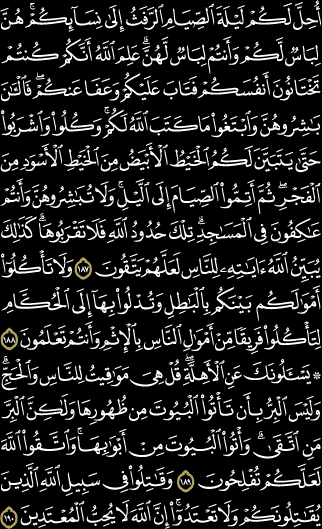 أُحِلَّ لَكُمْ لَيْلَةَ ٱلصِّيَامِ ٱلرَّفَثُ إِلَىٰ نِسَآئِكُمْ ۚ هُنَّ
لِبَاسٌ لَّكُمْ وَأَنتُمْ لِبَاسٌ لَّهُنَّ ۗ عَلِمَ ٱللَّهُ أَنَّكُمْ كُنتُمْ
تَخْتَانُونَ أَنفُسَكُمْ فَتَابَ عَلَيْكُمْ وَعَفَا عَنكُمْ ۖ فَٱلْـَٰٔنَ
بَـٰشِرُوهُنَّ وَٱبْتَغُوا۟ مَا كَتَبَ ٱللَّهُ لَكُمْ ۚ وَكُلُوا۟ وَٱشْرَبُوا۟
حَتَّىٰ يَتَبَيَّنَ لَكُمُ ٱلْخَيْطُ ٱلْأَبْيَضُ مِنَ ٱلْخَيْطِ ٱلْأَسْوَدِ مِنَ
ٱلْفَجْرِ ۖ ثُمَّ أَتِمُّوا۟ ٱلصِّيَامَ إِلَى ٱلَّيْلِ ۚ وَلَا تُبَـٰشِرُوهُنَّ وَأَنتُمْ
عَـٰكِفُونَ فِى ٱلْمَسَـٰجِدِ ۗ تِلْكَ حُدُودُ ٱللَّهِ فَلَا تَقْرَبُوهَا ۗ كَذَٰلِكَ
يُبَيِّنُ ٱللَّهُ ءَايَـٰتِهِۦ لِلنَّاسِ لَعَلَّهُمْ يَتَّقُونَ ١٨٧ وَلَا تَأْكُلُوٓا۟
أَمْوَٰلَكُم بَيْنَكُم بِٱلْبَـٰطِلِ وَتُدْلُوا۟ بِهَآ إِلَى ٱلْحُكَّامِ
لِتَأْكُلُوا۟ فَرِيقًا مِّنْ أَمْوَٰلِ ٱلنَّاسِ بِٱلْإِثْمِ وَأَنتُمْ تَعْلَمُونَ ١٨٨
۞ يَسْـَٔلُونَكَ عَنِ ٱلْأَهِلَّةِ ۖ قُلْ هِىَ مَوَٰقِيتُ لِلنَّاسِ وَٱلْحَجِّ ۗ
وَلَيْسَ ٱلْبِرُّ بِأَن تَأْتُوا۟ ٱلْبُيُوتَ مِن ظُهُورِهَا وَلَـٰكِنَّ ٱلْبِرَّ
مَنِ ٱتَّقَىٰ ۗ وَأْتُوا۟ ٱلْبُيُوتَ مِنْ أَبْوَٰبِهَا ۚ وَٱتَّقُوا۟ ٱللَّهَ
لَعَلَّكُمْ تُفْلِحُونَ ١٨٩ وَقَـٰتِلُوا۟ فِى سَبِيلِ ٱللَّهِ ٱلَّذِينَ
يُقَـٰتِلُونَكُمْ وَلَا تَعْتَدُوٓا۟ ۚ إِنَّ ٱللَّهَ لَا يُحِبُّ ٱلْمُعْتَدِينَ ١٩٠